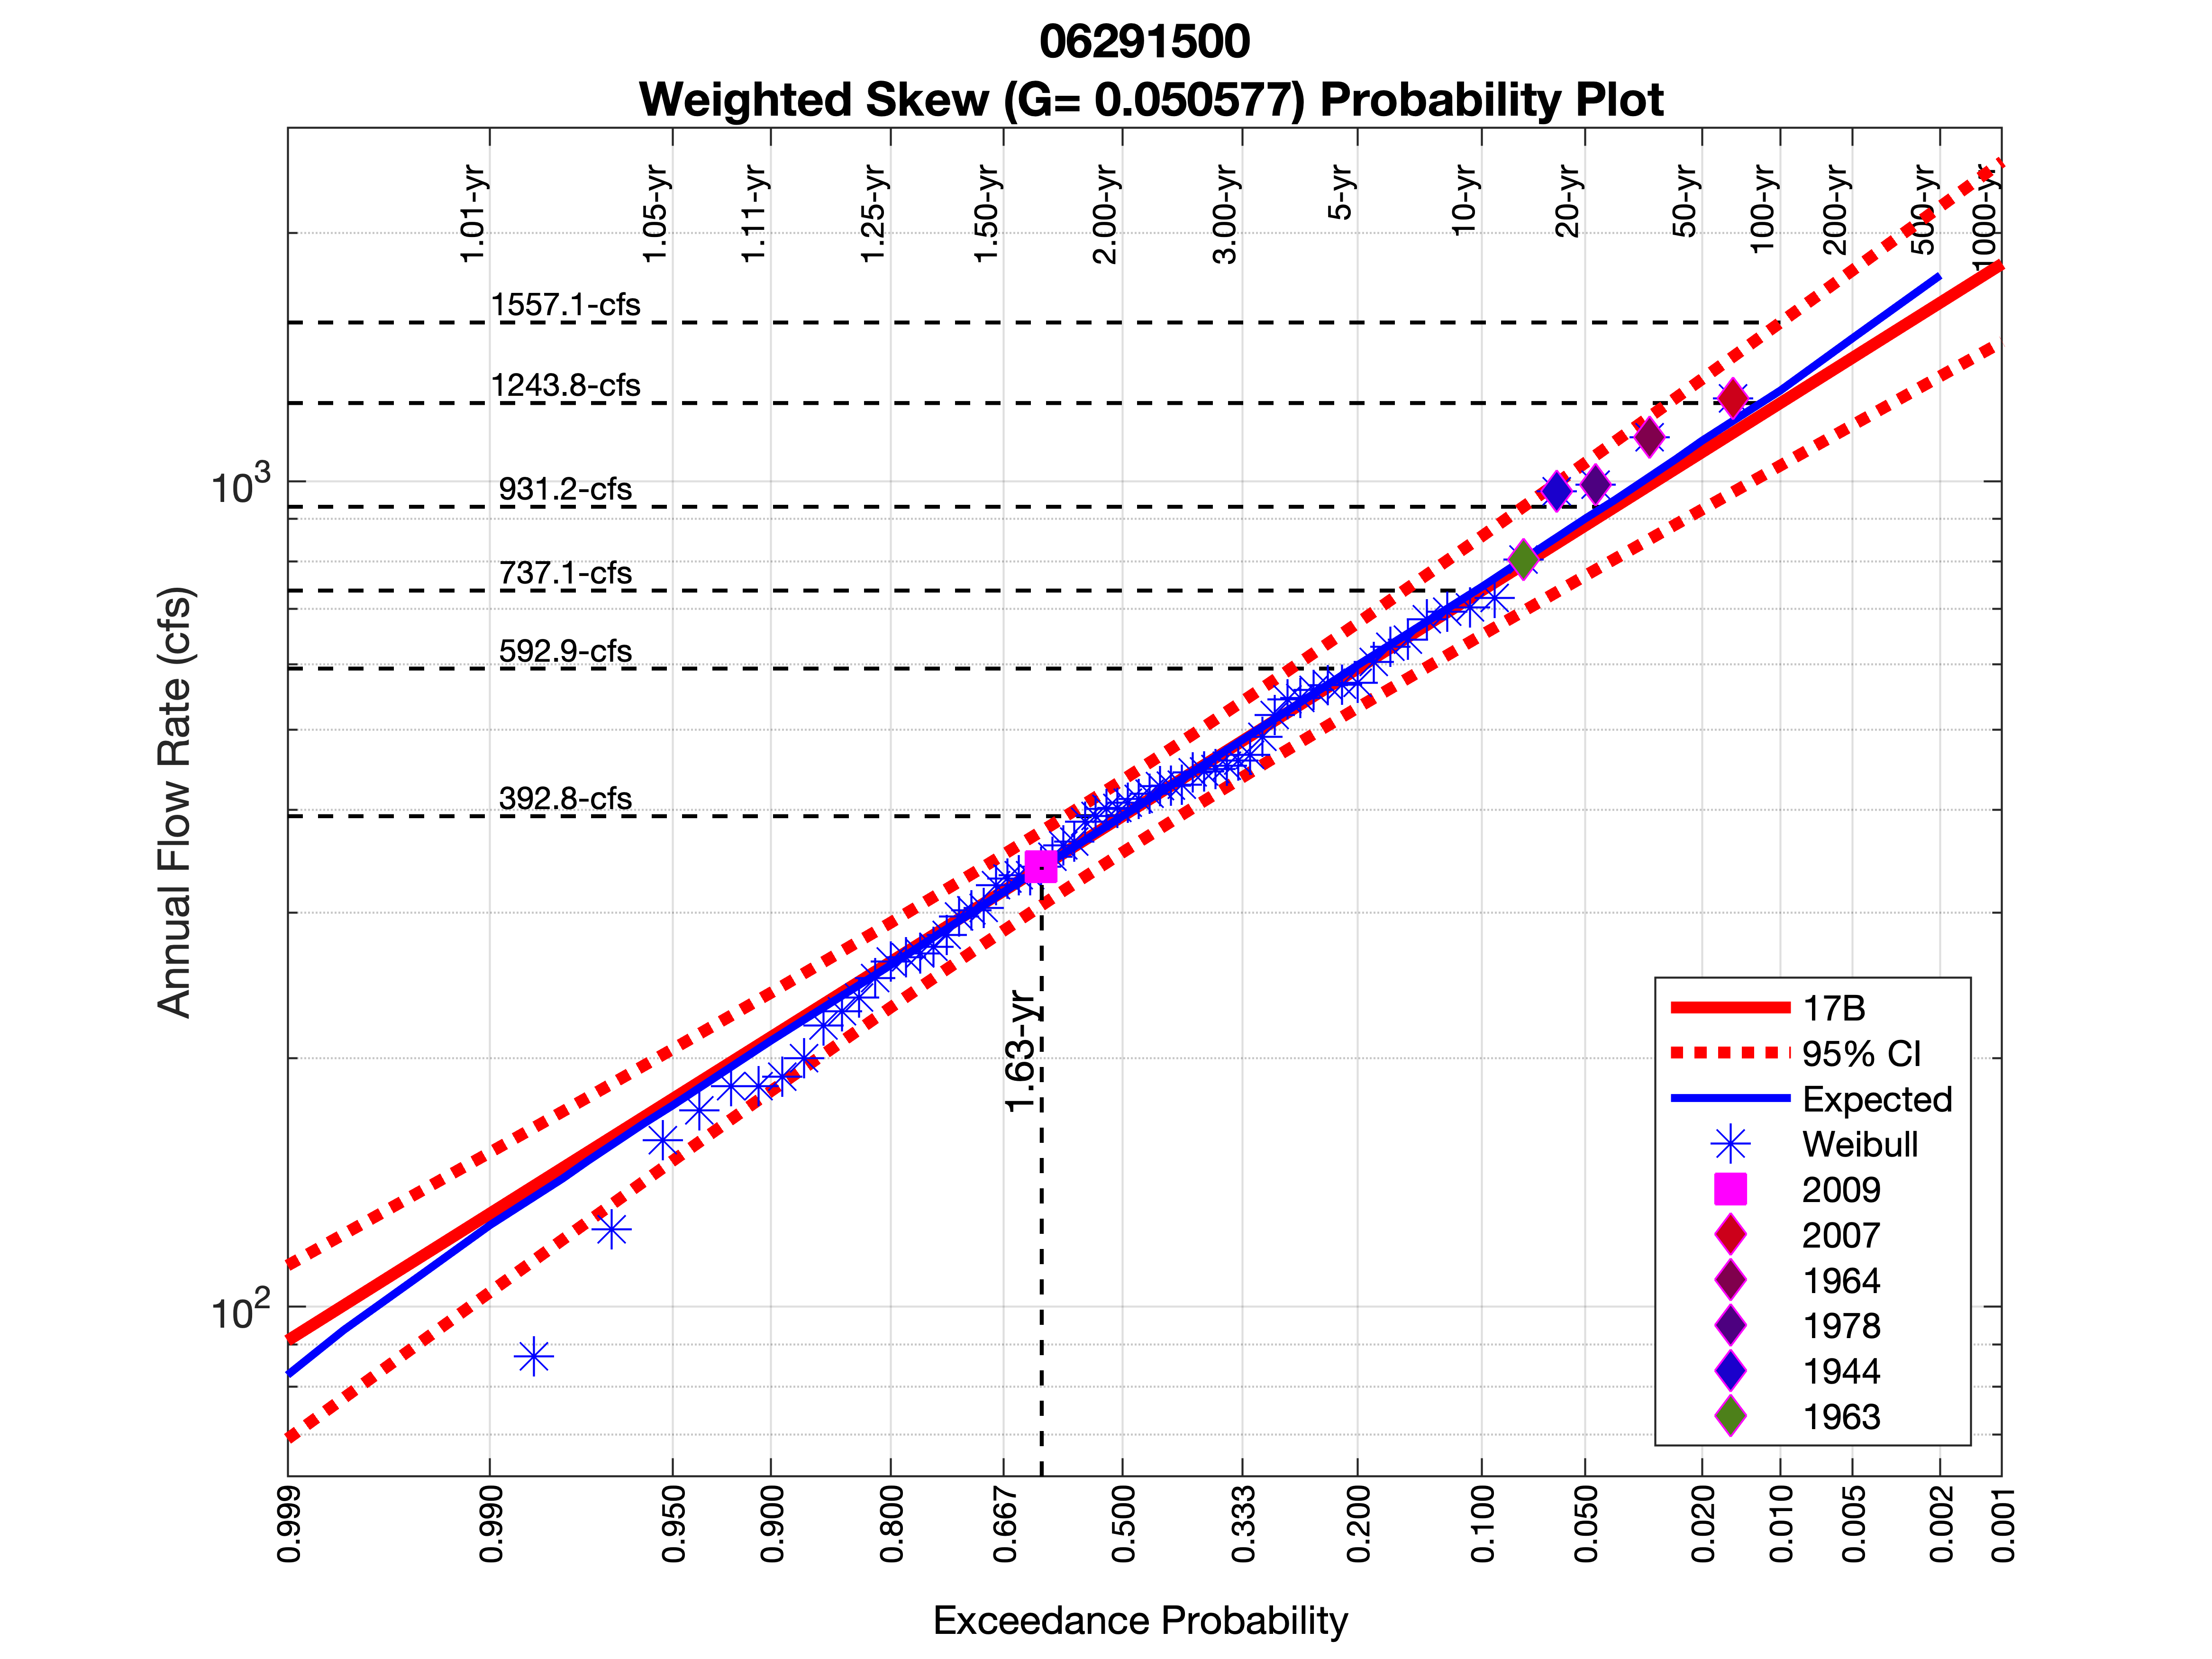 06291500
Weighted Skew (G= 0.050577) Probability Plot
1.01-yr
1.05-yr
1.11-yr
1.25-yr
1.50-yr
2.00-yr
3.00-yr
5-yr
10-yr
20-yr
50-yr
100-yr
200-yr
500-yr
1000-yr
1557.1-cfs
1243.8-cfs
931.2-cfs
737.1-cfs
592.9-cfs
392.8-cfs
10³
10²
Annual Flow Rate (cfs)
1.63-yr
17B
95% CI
Expected
Weibull
2009
2007
1964
1978
1944
1963
0.999
0.990
0.950
0.900
0.800
0.667
0.500
0.333
0.200
0.100
0.050
0.020
0.010
0.005
0.002
0.001
Exceedance Probability